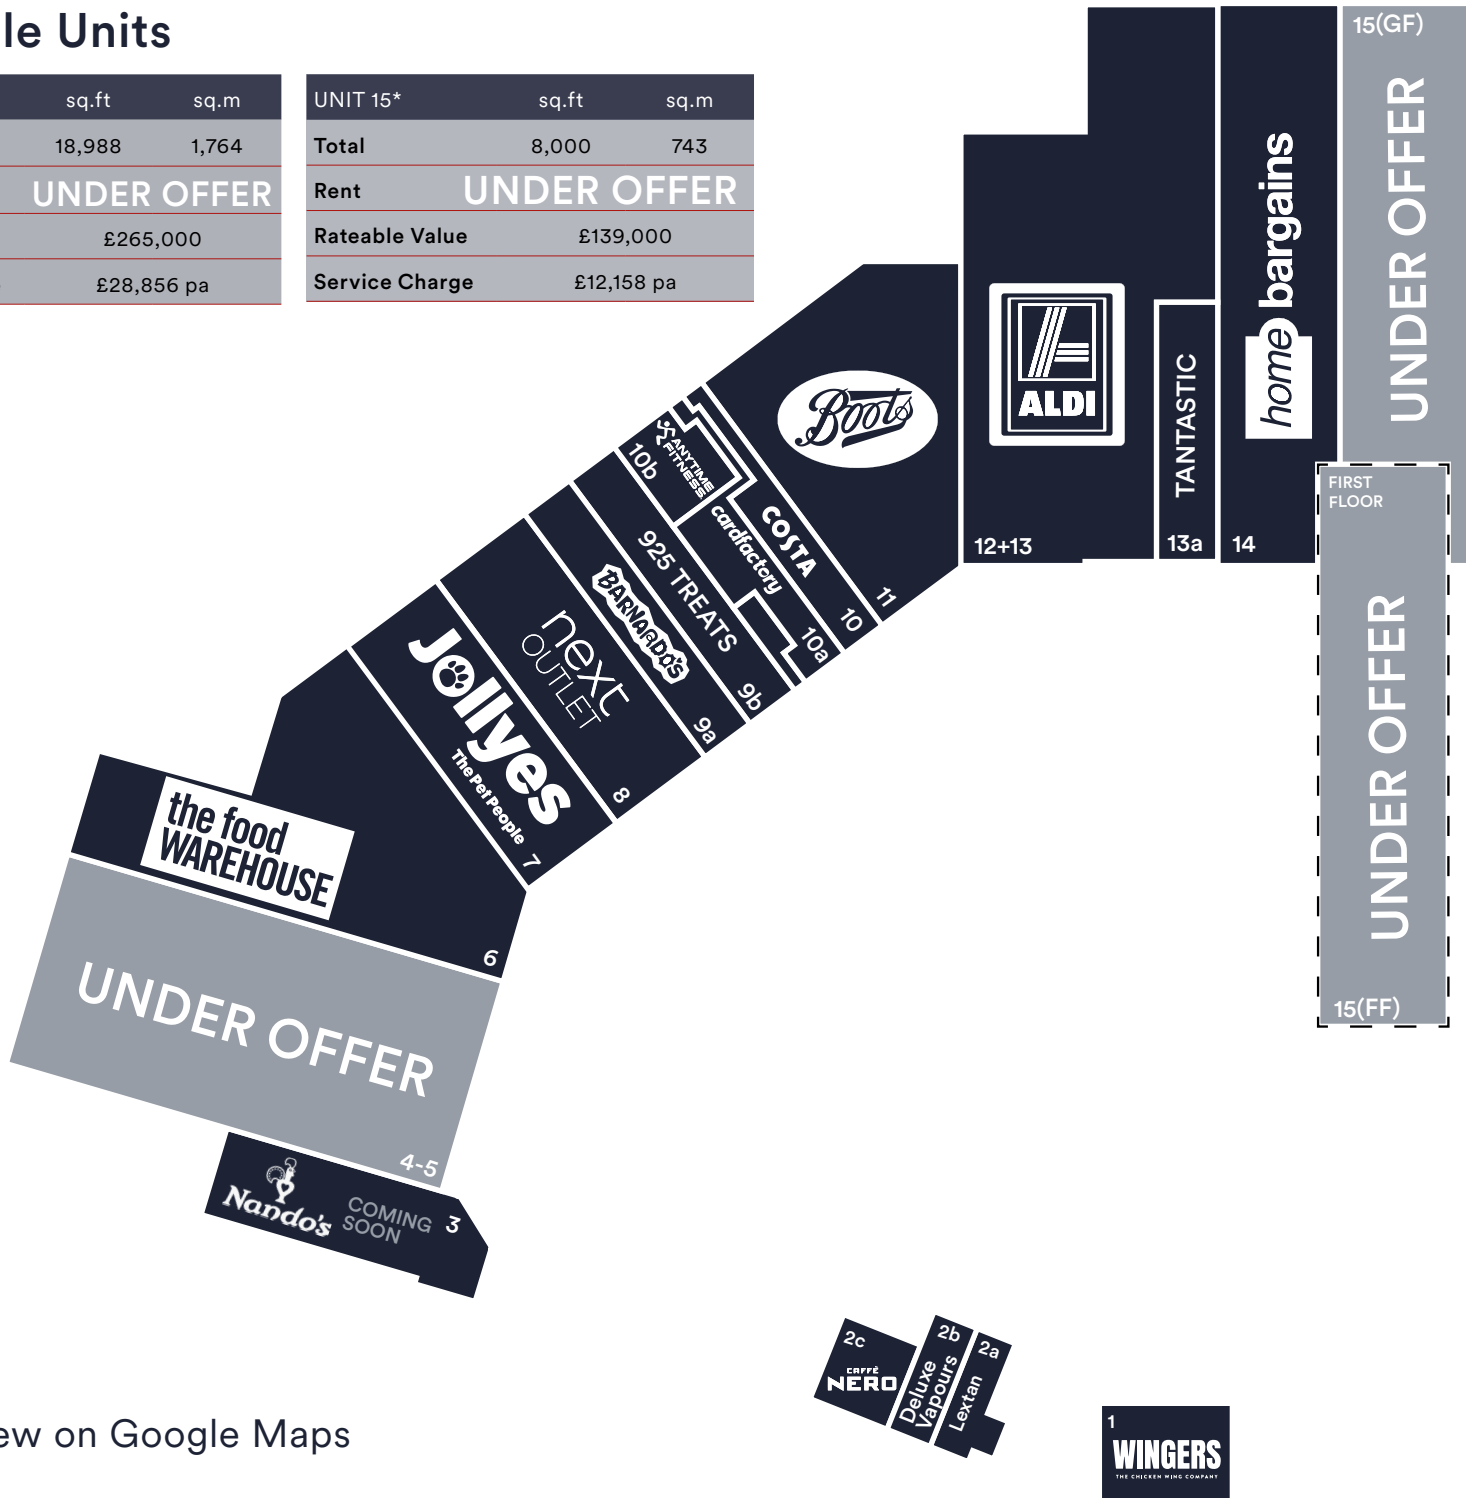 le Units
sq.ft sq.m
18,988 1,764
UNDER OFFER
£265,000
£28,856 pa
UNIT 15* sq.ft sq.m
Total 8,000 743
Rent UNDER OFFER
Rateable Value £139,000
Service Charge £12,158 pa
15(GF)
UNDER OFFER
home bargains
14
ALDI
12+13
TANTASTIC
13a
FIRST
FLOOR
UNDER OFFER
15(FF)
Boots
11
COSTA
10
cardfactory
10a
ANYTIME
FITNESS
10b
925 TREATS
9b
BARNARDO'S
9a
next
OUTLET
8
Jollyes
The Pet People
7
the food
WAREHOUSE
6
UNDER OFFER
4-5
Nando's
COMING
SOON
3
2c
CAFFÈ
NERO
2b
Deluxe
Vapours
2a
Lextan
1
WINGERS
THE CHICKEN WING COMPANY
ew on Google Maps